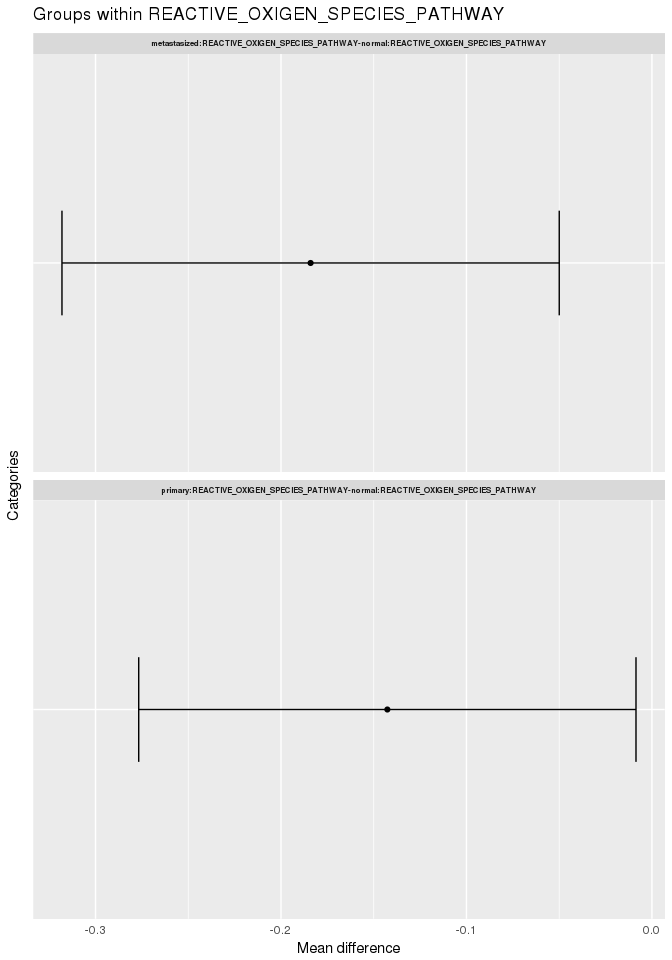 Groups within REACTIVE_OXIGEN_SPECIES_PATHWAY
metastasized:REACTIVE_OXIGEN_SPECIES_PATHWAY-normal:REACTIVE_OXIGEN_SPECIES_PATHWAY
Categories
primary:REACTIVE_OXIGEN_SPECIES_PATHWAY-normal:REACTIVE_OXIGEN_SPECIES_PATHWAY
-0.3 -0.2 -0.1 0.0
Mean difference